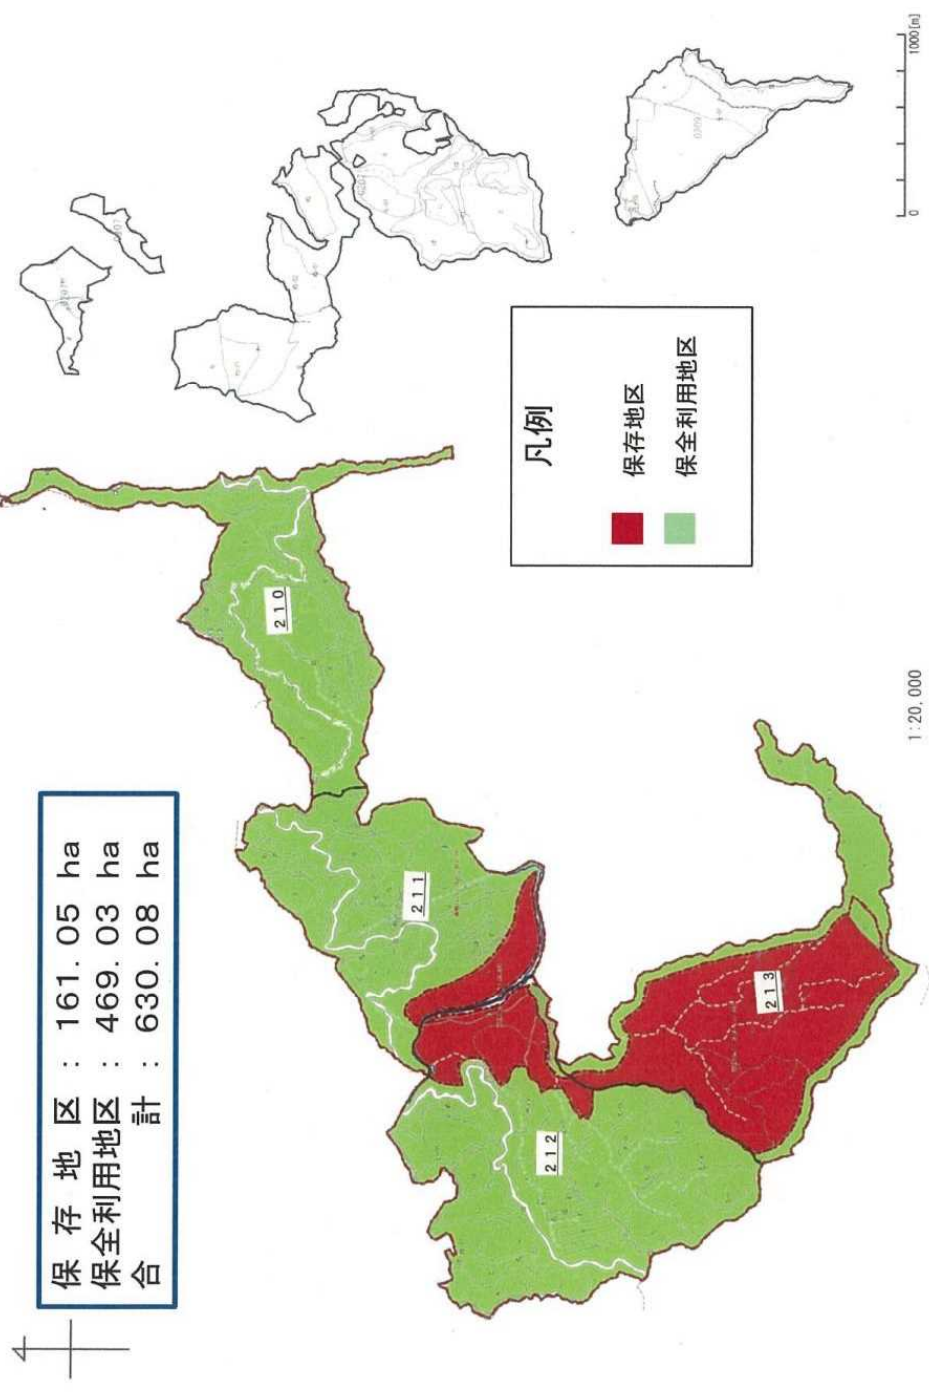 保存地区 : 161.05 ha
保全利用地区 : 469.03 ha
合計 : 630.08 ha
210
211
212
213
凡例
保存地区
保全利用地区
1:20,000
0
1000[m]